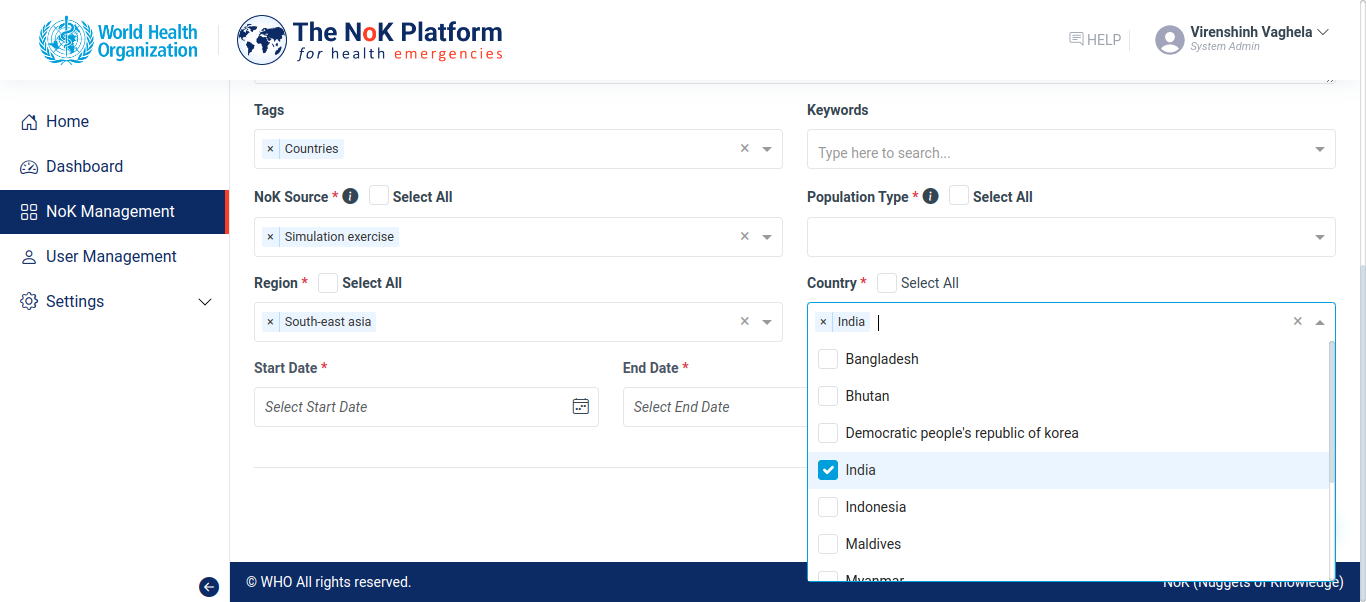 World Health
Organization
The NoK Platform
for health emergencies
HELP
Virenshinh Vaghela
System Admin
Home
Dashboard
NoK Management
User Management
Settings
Tags
Keywords
× Countries ×
Type here to search...
NoK Source * i Select All
Population Type * i Select All
× Simulation exercise ×
Region * Select All
Country * Select All
× South-east asia ×
× India ×
Start Date *
End Date *
Select Start Date
Select End Date
Bangladesh
Bhutan
Democratic people's republic of korea
India
Indonesia
Maldives
Myanmar
© WHO All rights reserved.
NoK (Nuggets of Knowledge)